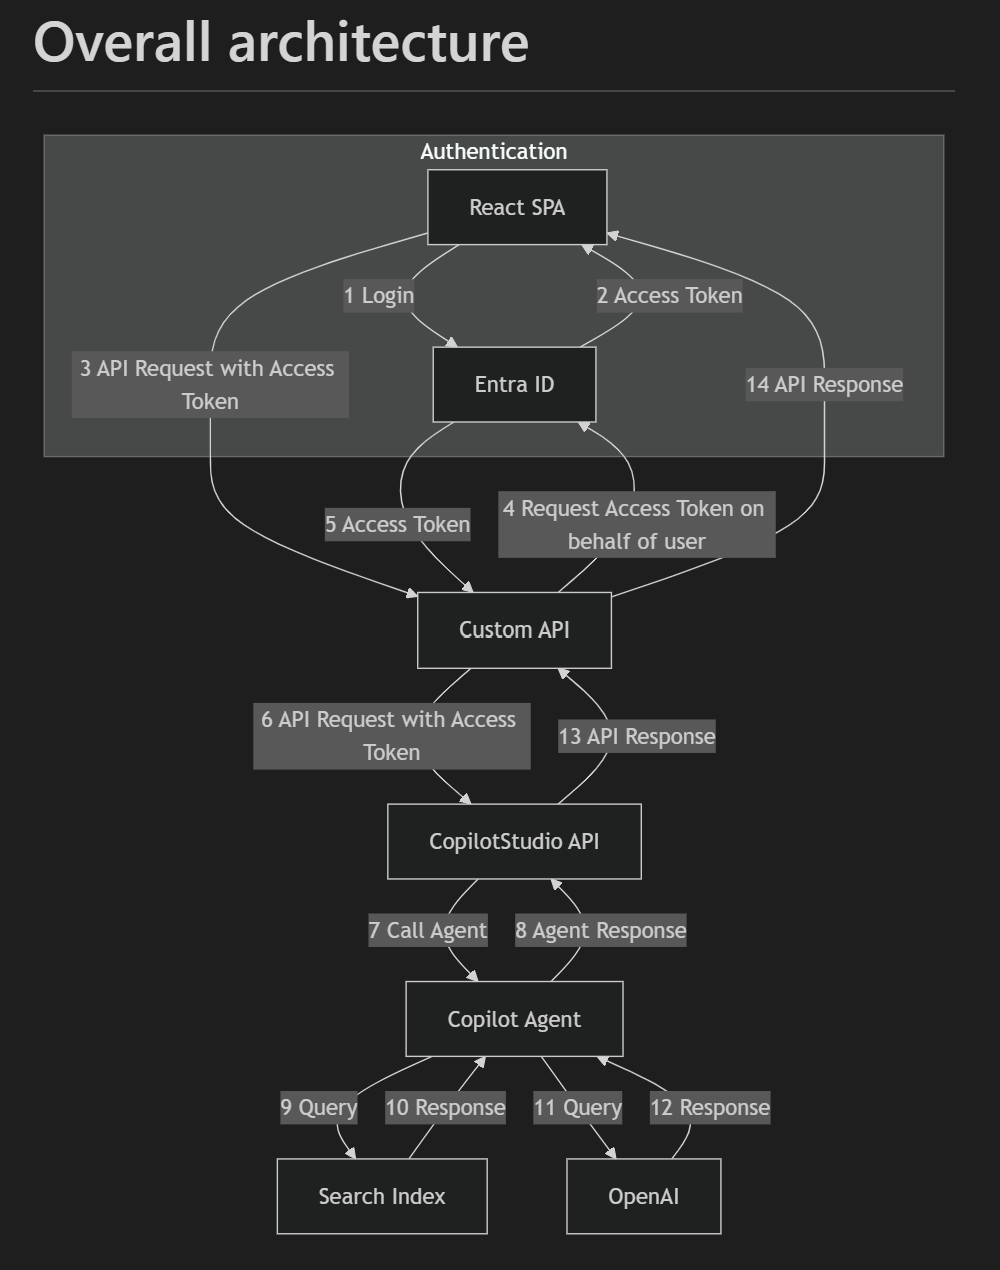 Overall architecture
Authentication
React SPA
1 Login
2 Access Token
3 API Request with Access
Token
Entra ID
14 API Response
5 Access Token
4 Request Access Token on
behalf of user
Custom API
6 API Request with Access
Token
13 API Response
CopilotStudio API
7 Call Agent
8 Agent Response
Copilot Agent
9 Query
10 Response
11 Query
12 Response
Search Index
OpenAI